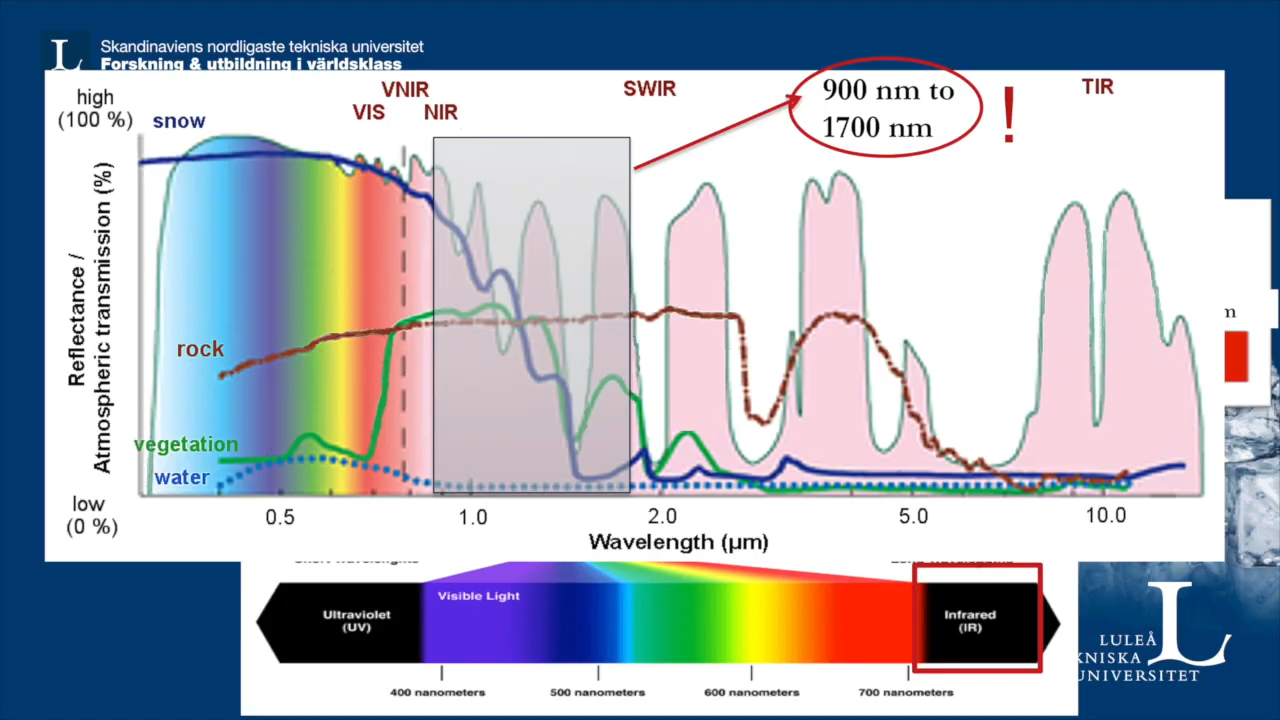 Skandinaviens nordligaste tekniska universitet
Forskning & utbildning i världsklass
high
(100 %)
VIS
VNIR
NIR
SWIR
900 nm to
1700 nm
!
TIR
snow
Reflectance /
Atmospheric transmission (%)
rock
vegetation
water
low
(0 %)
0.5
1.0
2.0
5.0
10.0
Wavelength (µm)
Visible Light
Ultraviolet
(UV)
Infrared
(IR)
400 nanometers
500 nanometers
600 nanometers
700 nanometers
LULEÅ
KNISKA
UNIVERSITET